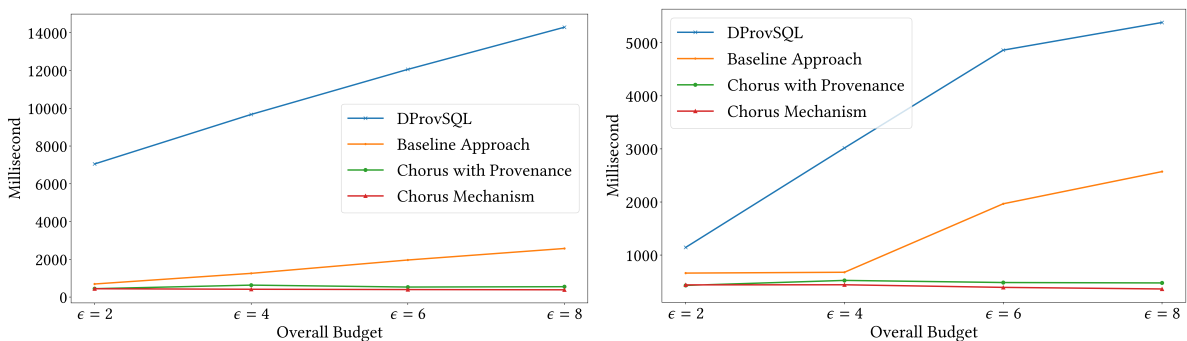 14000
12000
10000
8000
6000
4000
2000
0
Millisecond
DProvSQL
Baseline Approach
Chorus with Provenance
Chorus Mechanism
ϵ = 2
ϵ = 4
ϵ = 6
ϵ = 8
Overall Budget
5000
4000
3000
2000
1000
Millisecond
DProvSQL
Baseline Approach
Chorus with Provenance
Chorus Mechanism
ϵ = 2
ϵ = 4
ϵ = 6
ϵ = 8
Overall Budget